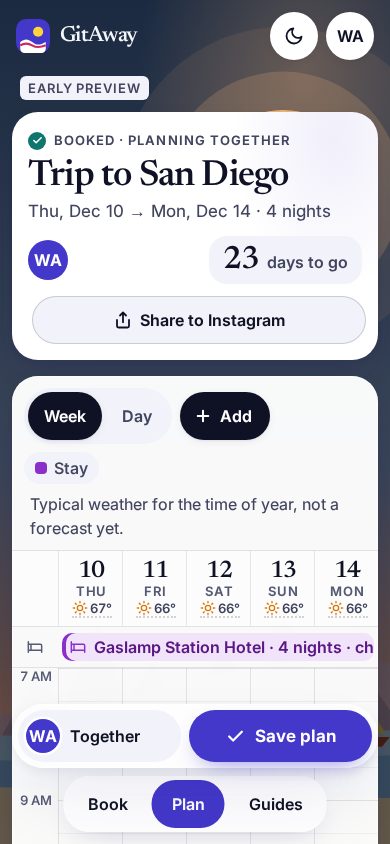 GitAway
WA
EARLY PREVIEW
BOOKED · PLANNING TOGETHER
Trip to San Diego
Thu, Dec 10 → Mon, Dec 14 · 4 nights
WA
23 days to go
Share to Instagram
Week
Day
+ Add
Stay
Typical weather for the time of year, not a
forecast yet.
10 11 12 13 14
THU FRI SAT SUN MON
67° 66° 66° 66° 66°
Gaslamp Station Hotel · 4 nights · ch
7 AM
WA Together
Save plan
9 AM
Book
Plan
Guides